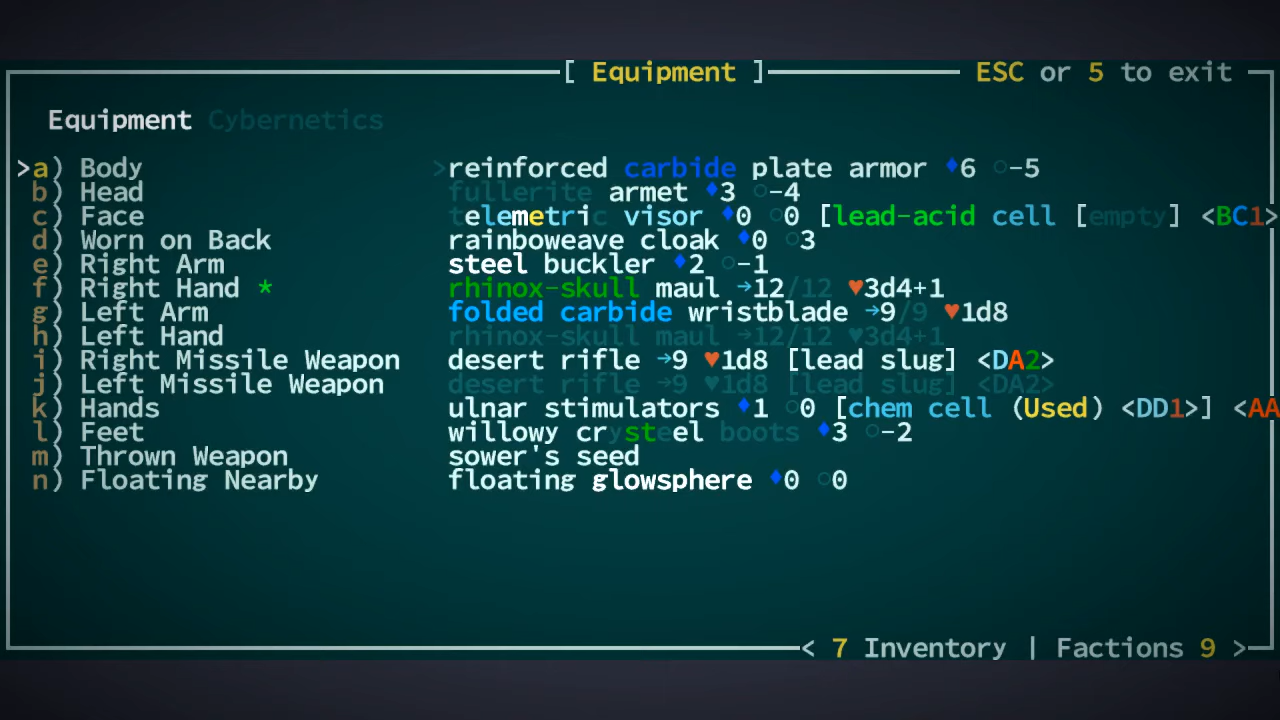 [ Equipment ] ESC or 5 to exit
Equipment Cybernetics
>a) Body >reinforced carbide plate armor ♦6 ○-5
b) Head fullerite armet ♦3 ○-4
c) Face telemetric visor ♦0 ○0 [lead-acid cell [empty] <BC1>
d) Worn on Back rainboweave cloak ♦0 ○3
e) Right Arm steel buckler ♦2 ○-1
f) Right Hand * rhinox-skull maul →12/12 ♥3d4+1
g) Left Arm folded carbide wristblade →9/9 ♥1d8
h) Left Hand rhinox-skull maul →12/12 ♥3d4+1
i) Right Missile Weapon desert rifle →9 ♥1d8 [lead slug] <DA2>
j) Left Missile Weapon desert rifle →9 ♥1d8 [lead slug] <DA2>
k) Hands ulnar stimulators ♦1 ○0 [chem cell (Used) <DD1>] <AA
l) Feet willowy crysteel boots ♦3 ○-2
m) Thrown Weapon sower's seed
n) Floating Nearby floating glowsphere ♦0 ○0
< 7 Inventory | Factions 9 >